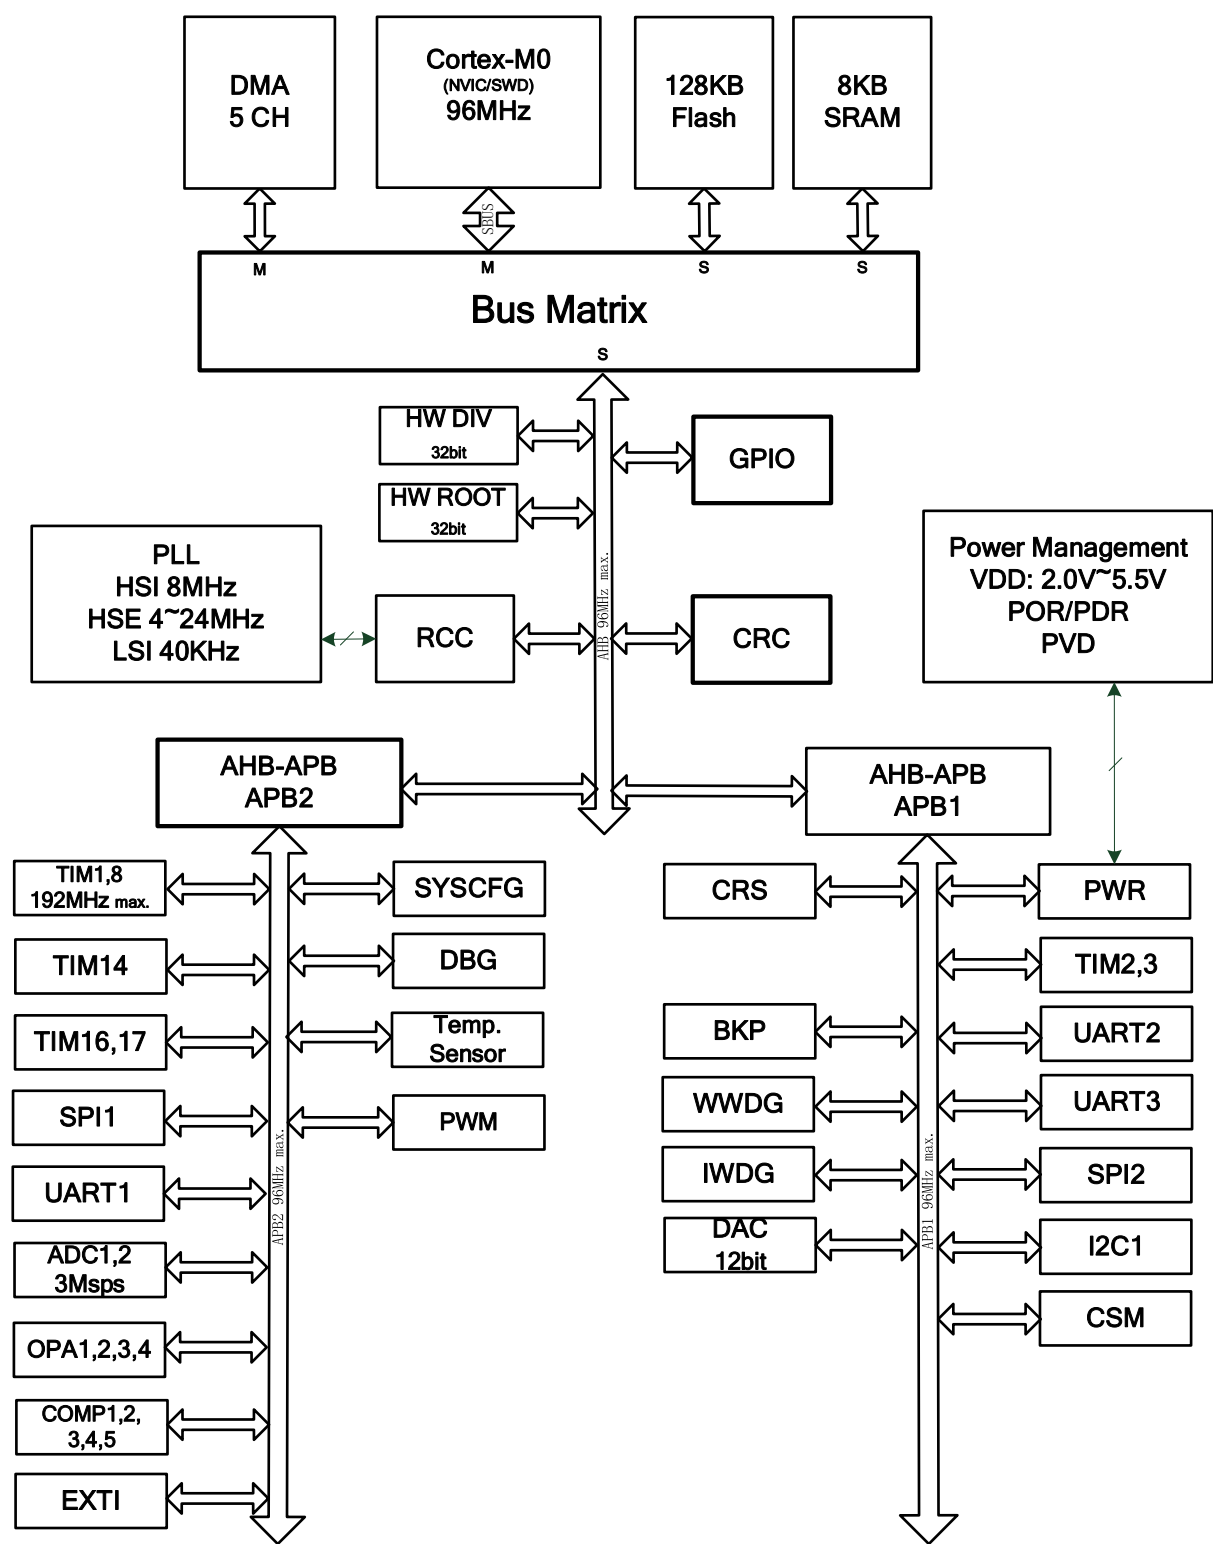 DMA
5 CH
Cortex-M0
(NVIC/SWD)
96MHz
128KB
Flash
8KB
SRAM
SBUS
M
M
S
S
Bus Matrix
S
HW DIV
32bit
GPIO
HW ROOT
32bit
AHB 96MHz max.
PLL
HSI 8MHz
HSE 4~24MHz
LSI 40KHz
RCC
CRC
Power Management
VDD: 2.0V~5.5V
POR/PDR
PVD
AHB-APB
APB2
AHB-APB
APB1
TIM1,8
192MHz max.
TIM14
TIM16,17
SPI1
UART1
ADC1,2
3Msps
OPA1,2,3,4
COMP1,2,
3,4,5
EXTI
APB2 96MHz max.
SYSCFG
DBG
Temp.
Sensor
PWM
CRS
BKP
WWDG
IWDG
DAC
12bit
APB1 96MHz max.
PWR
TIM2,3
UART2
UART3
SPI2
I2C1
CSM